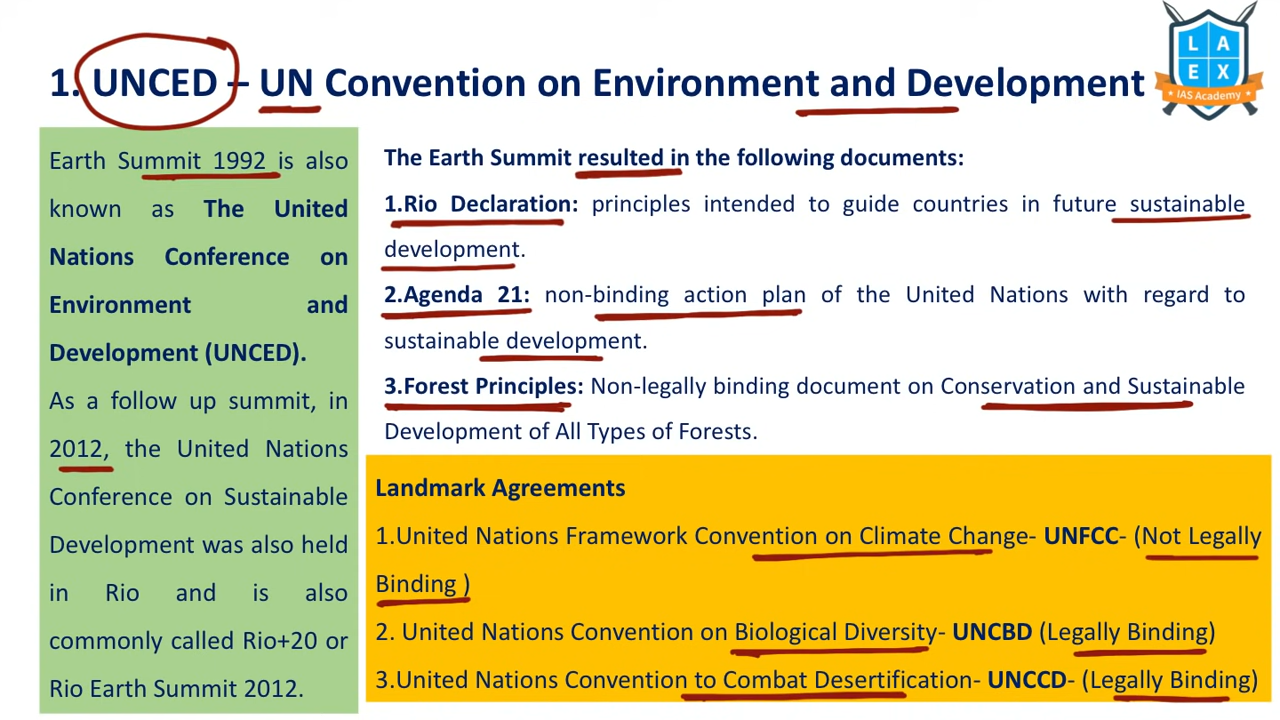 1. UNCED – UN Convention on Environment and Development
L A
E X
IAS Academy
Earth Summit 1992 is also
known as The United
Nations Conference on
Environment and
Development (UNCED).
As a follow up summit, in
2012, the United Nations
Conference on Sustainable
Development was also held
in Rio and is also
commonly called Rio+20 or
Rio Earth Summit 2012.
The Earth Summit resulted in the following documents:
1.Rio Declaration: principles intended to guide countries in future sustainable
development.
2.Agenda 21: non-binding action plan of the United Nations with regard to
sustainable development.
3.Forest Principles: Non-legally binding document on Conservation and Sustainable
Development of All Types of Forests.
Landmark Agreements
1.United Nations Framework Convention on Climate Change- UNFCC- (Not Legally
Binding )
2. United Nations Convention on Biological Diversity- UNCBD (Legally Binding)
3.United Nations Convention to Combat Desertification- UNCCD- (Legally Binding)